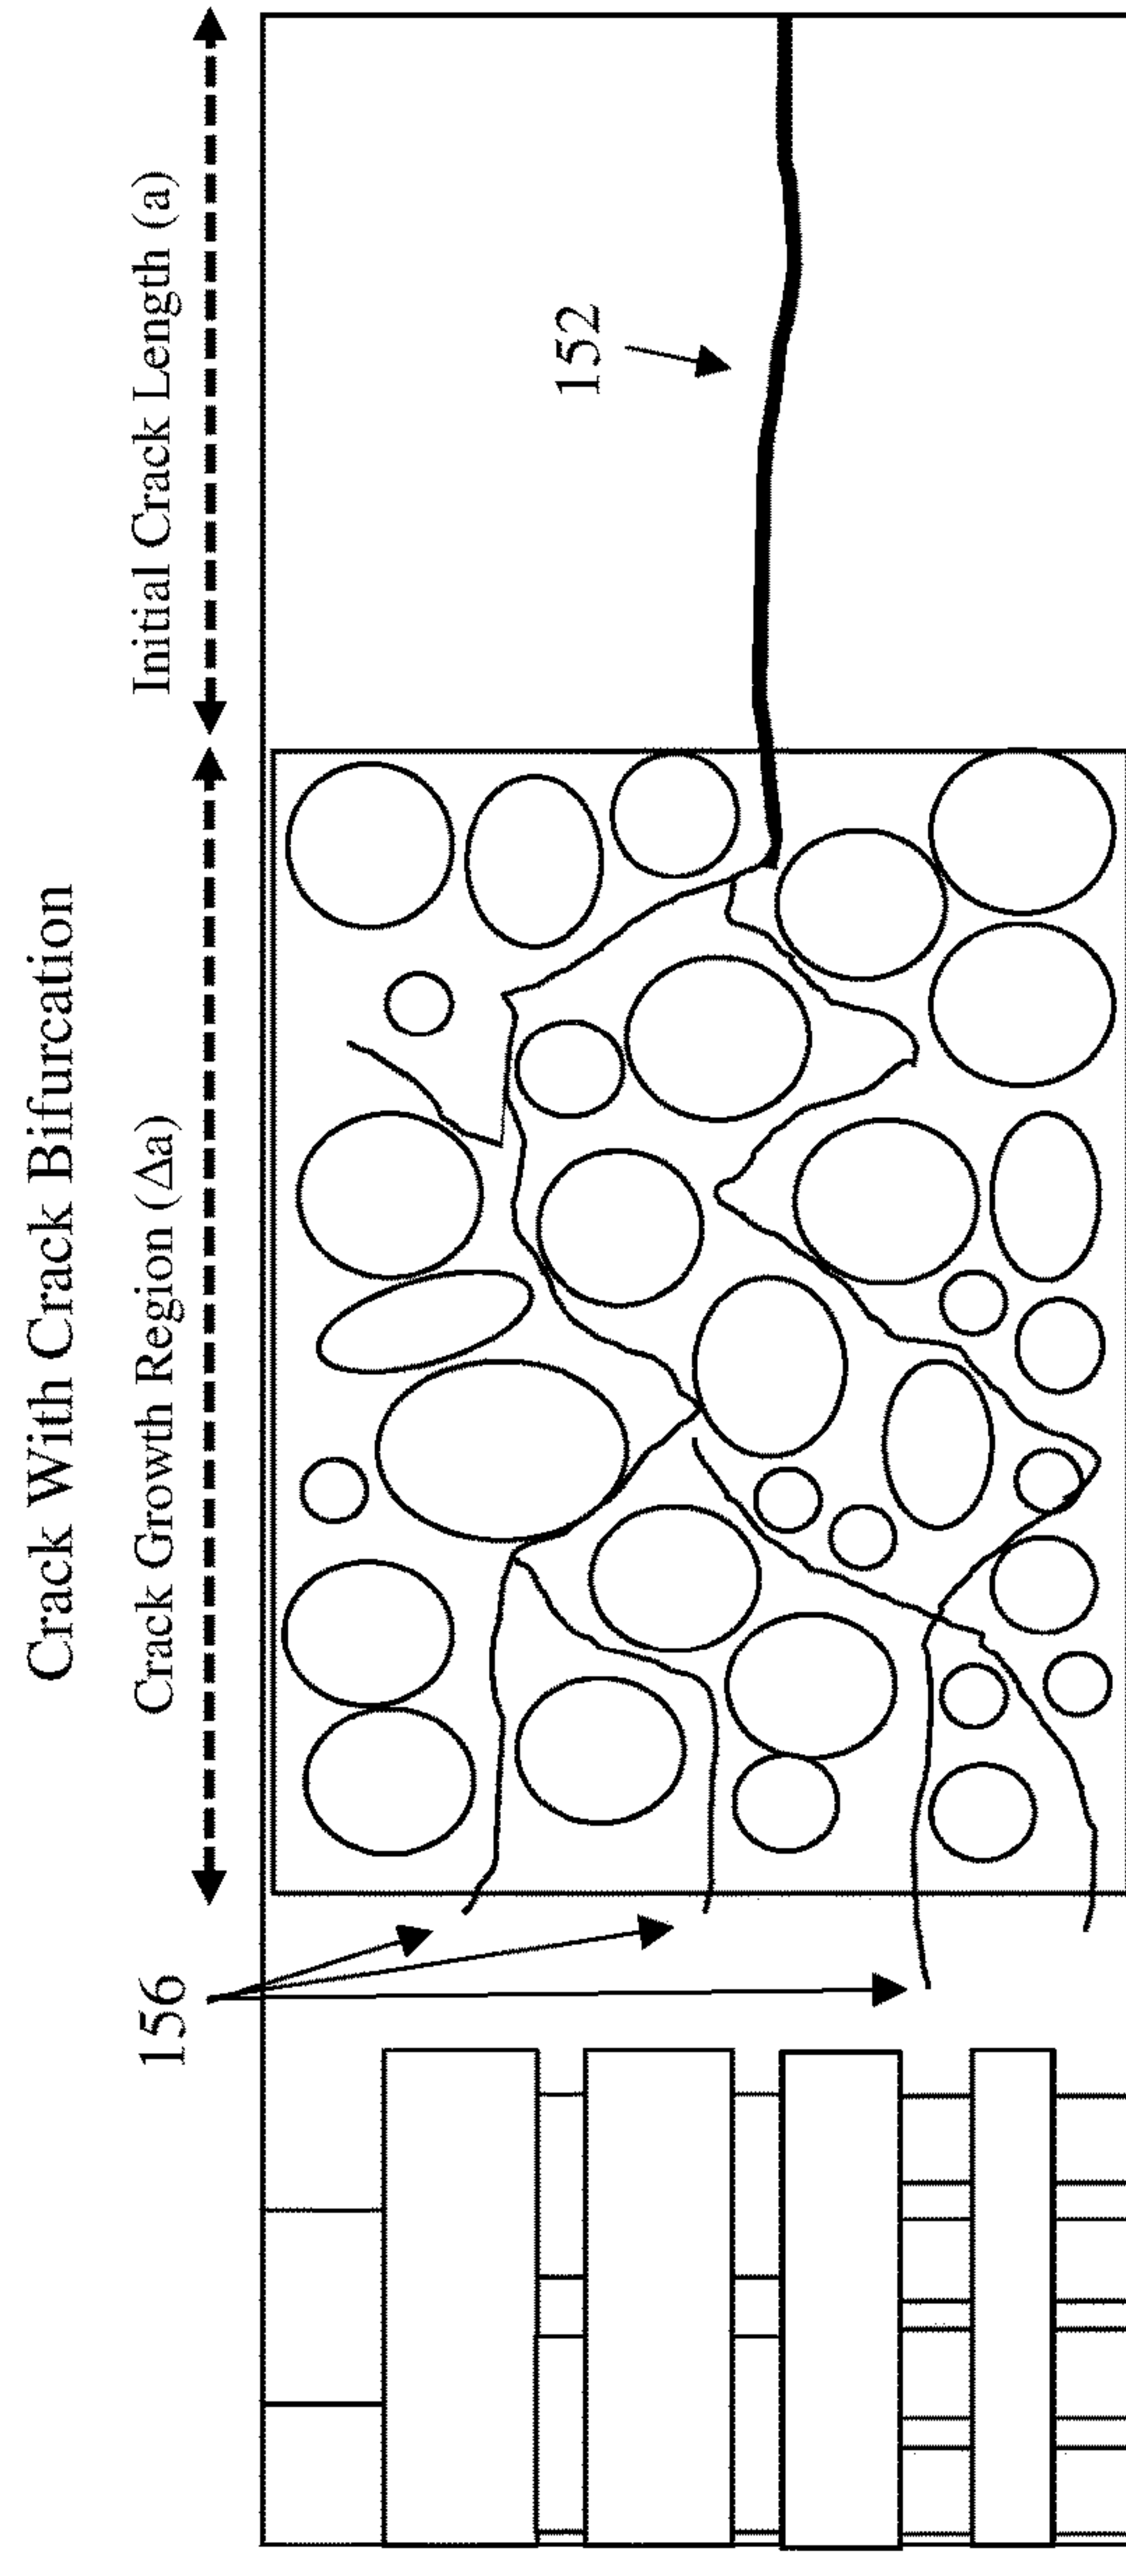 Crack With Crack Bifurcation
Crack Growth Region (Δa)
Initial Crack Length (a)
156
152